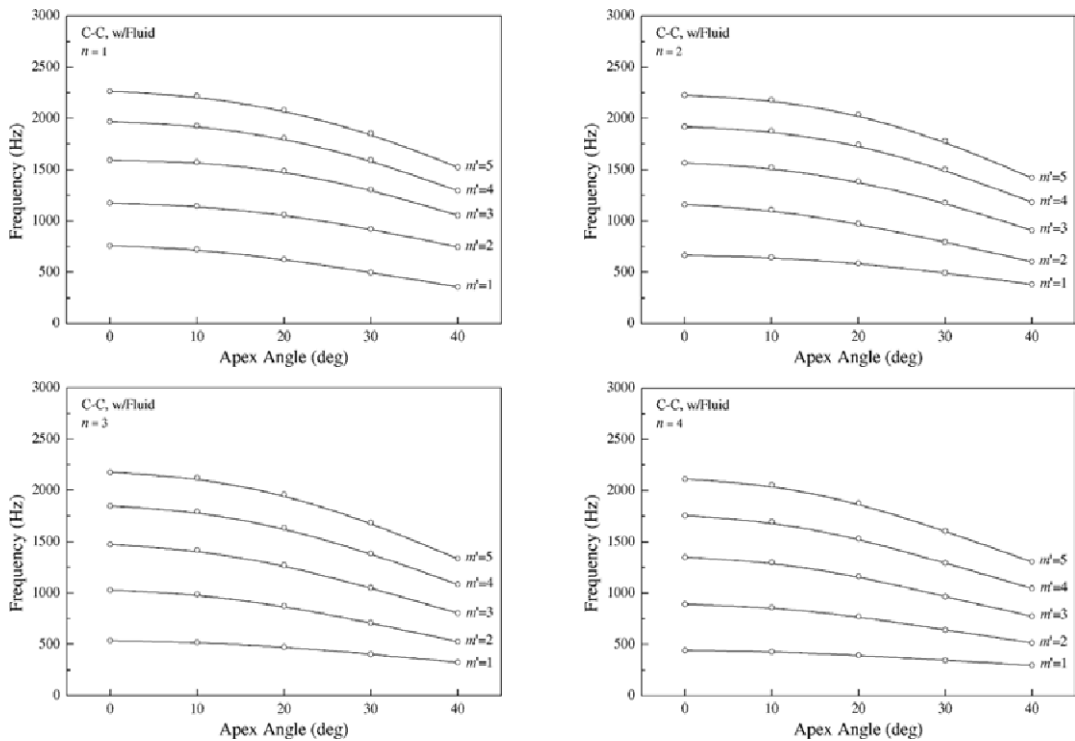 C-C, w/Fluid
n = 1
3000
2500
2000
1500
1000
500
0
Frequency (Hz)
m'=5
m'=4
m'=3
m'=2
m'=1
0 10 20 30 40
Apex Angle (deg)
C-C, w/Fluid
n = 2
3000
2500
2000
1500
1000
500
0
Frequency (Hz)
m'=5
m'=4
m'=3
m'=2
m'=1
0 10 20 30 40
Apex Angle (deg)
C-C, w/Fluid
n = 3
3000
2500
2000
1500
1000
500
0
Frequency (Hz)
m'=5
m'=4
m'=3
m'=2
m'=1
0 10 20 30 40
Apex Angle (deg)
C-C, w/Fluid
n = 4
3000
2500
2000
1500
1000
500
0
Frequency (Hz)
m'=5
m'=4
m'=3
m'=2
m'=1
0 10 20 30 40
Apex Angle (deg)